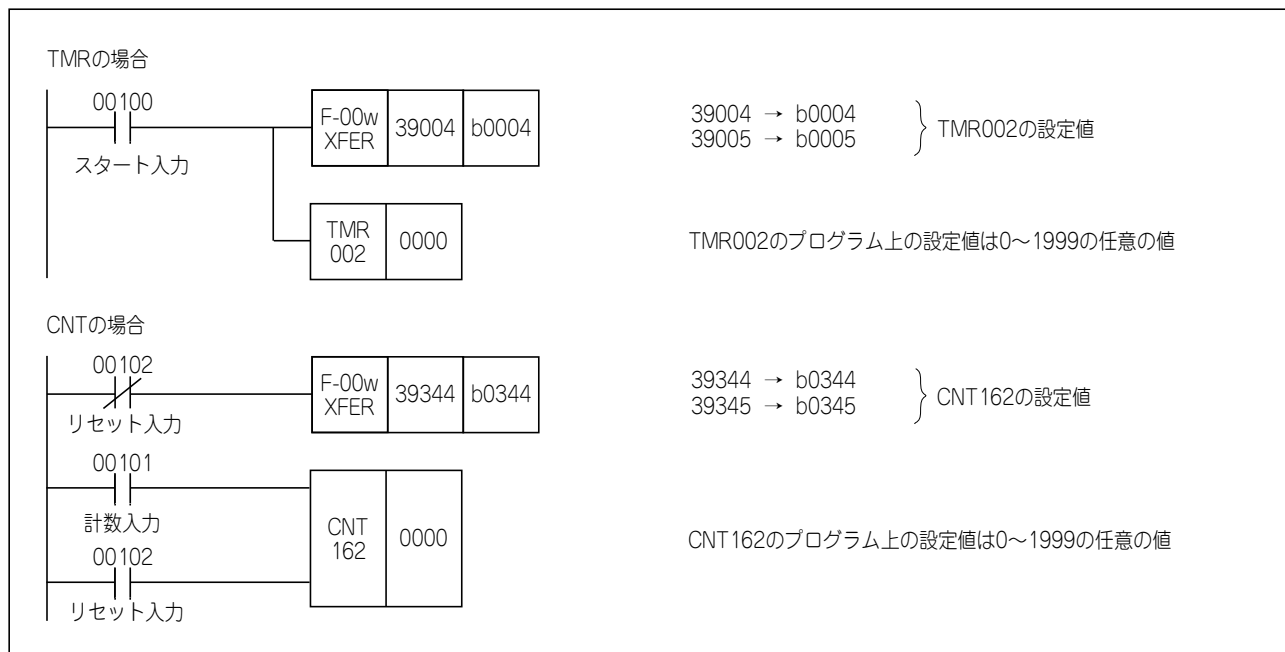 TMRの場合
00100
スタート入力
F-00w
XFER
39004
b0004
39004 → b0004
39005 → b0005
TMR002の設定値
TMR
002
0000
TMR002のプログラム上の設定値は0～1999の任意の値
CNTの場合
00102
リセット入力
F-00w
XFER
39344
b0344
39344 → b0344
39345 → b0345
CNT162の設定値
00101
計数入力
00102
リセット入力
CNT
162
0000
CNT162のプログラム上の設定値は0～1999の任意の値